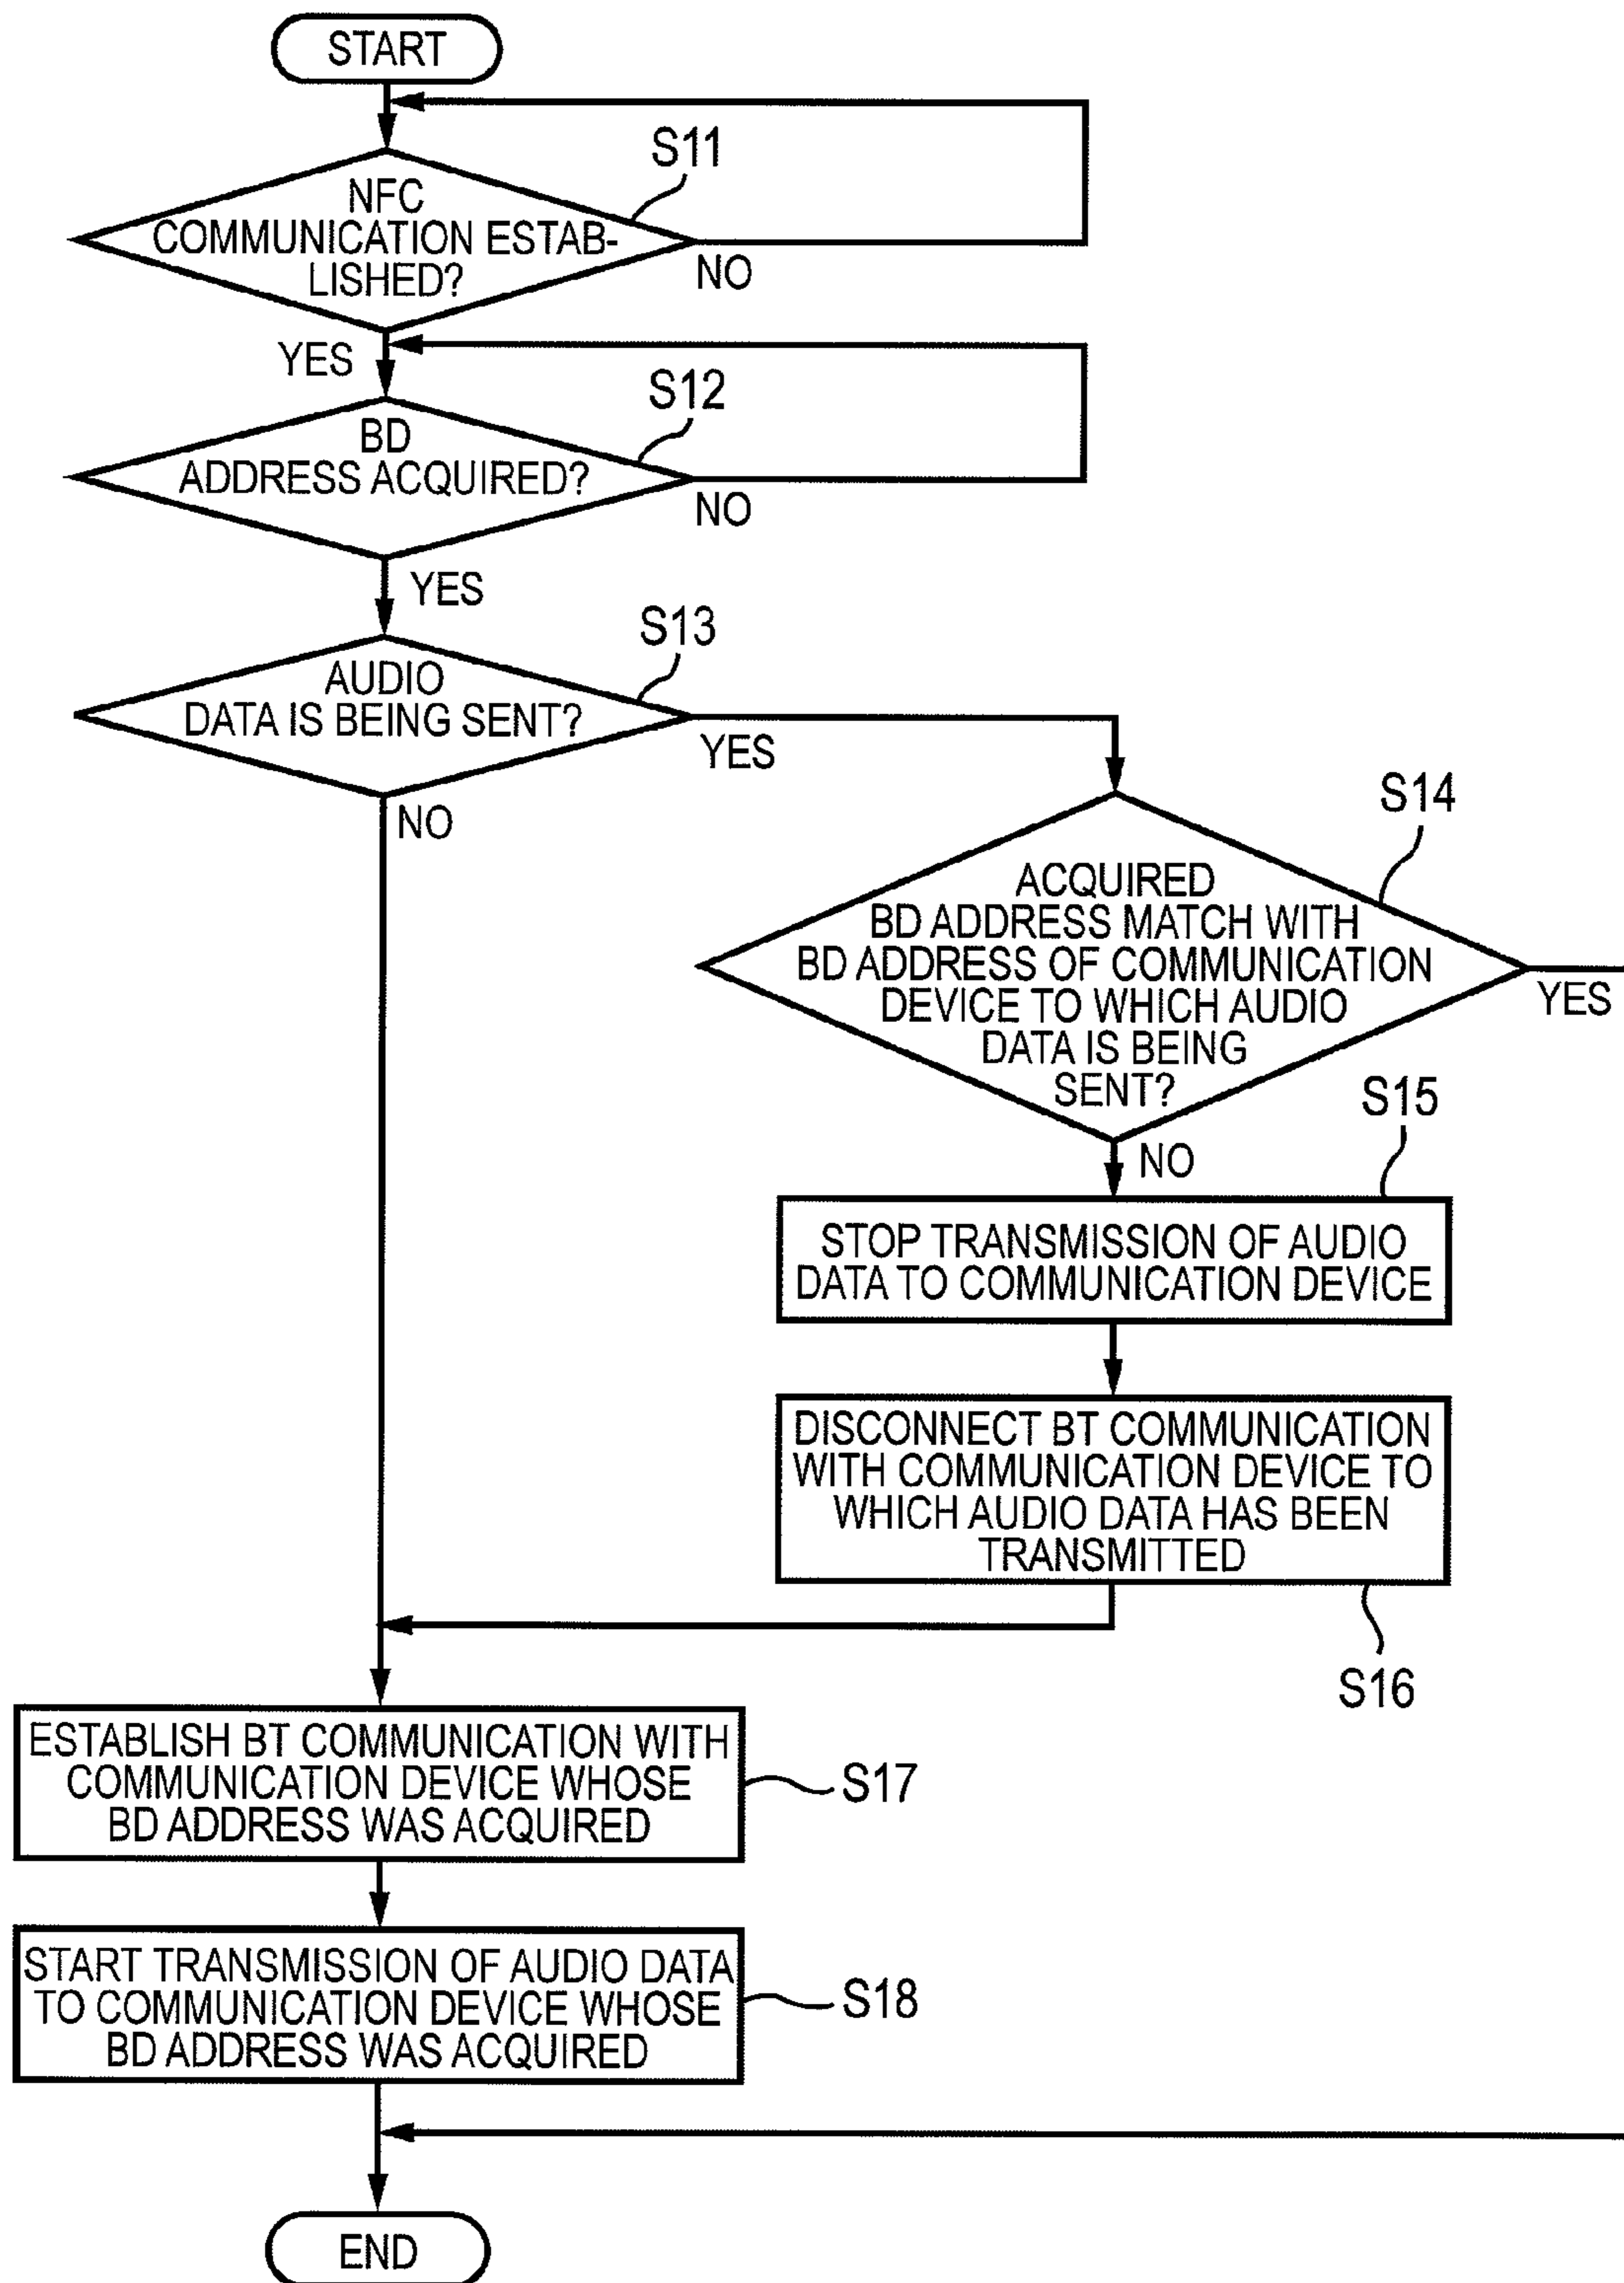 START
S11
NFC
COMMUNICATION ESTAB-
LISHED?
NO
YES
S12
BD
ADDRESS ACQUIRED?
NO
YES
S13
AUDIO
DATA IS BEING SENT?
YES
NO
S14
ACQUIRED
BD ADDRESS MATCH WITH
BD ADDRESS OF COMMUNICATION
DEVICE TO WHICH AUDIO
DATA IS BEING
SENT?
YES
NO
S15
STOP TRANSMISSION OF AUDIO
DATA TO COMMUNICATION DEVICE
DISCONNECT BT COMMUNICATION
WITH COMMUNICATION DEVICE TO
WHICH AUDIO DATA HAS BEEN
TRANSMITTED
S16
ESTABLISH BT COMMUNICATION WITH
COMMUNICATION DEVICE WHOSE
BD ADDRESS WAS ACQUIRED
S17
START TRANSMISSION OF AUDIO DATA
TO COMMUNICATION DEVICE WHOSE
BD ADDRESS WAS ACQUIRED
S18
END